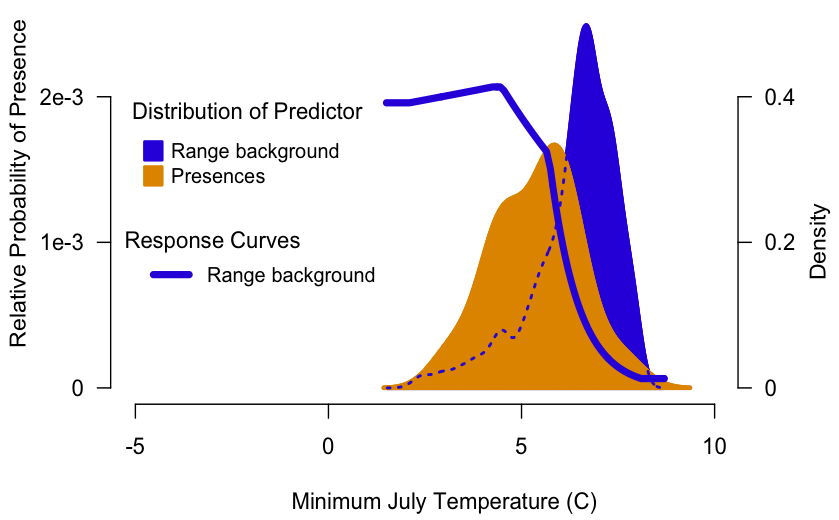 Relative Probability of Presence
2e-3
1e-3
0
Distribution of Predictor
Range background
Presences
Response Curves
Range background
0.4
0.2
0
Density
-5
0
5
10
Minimum July Temperature (C)